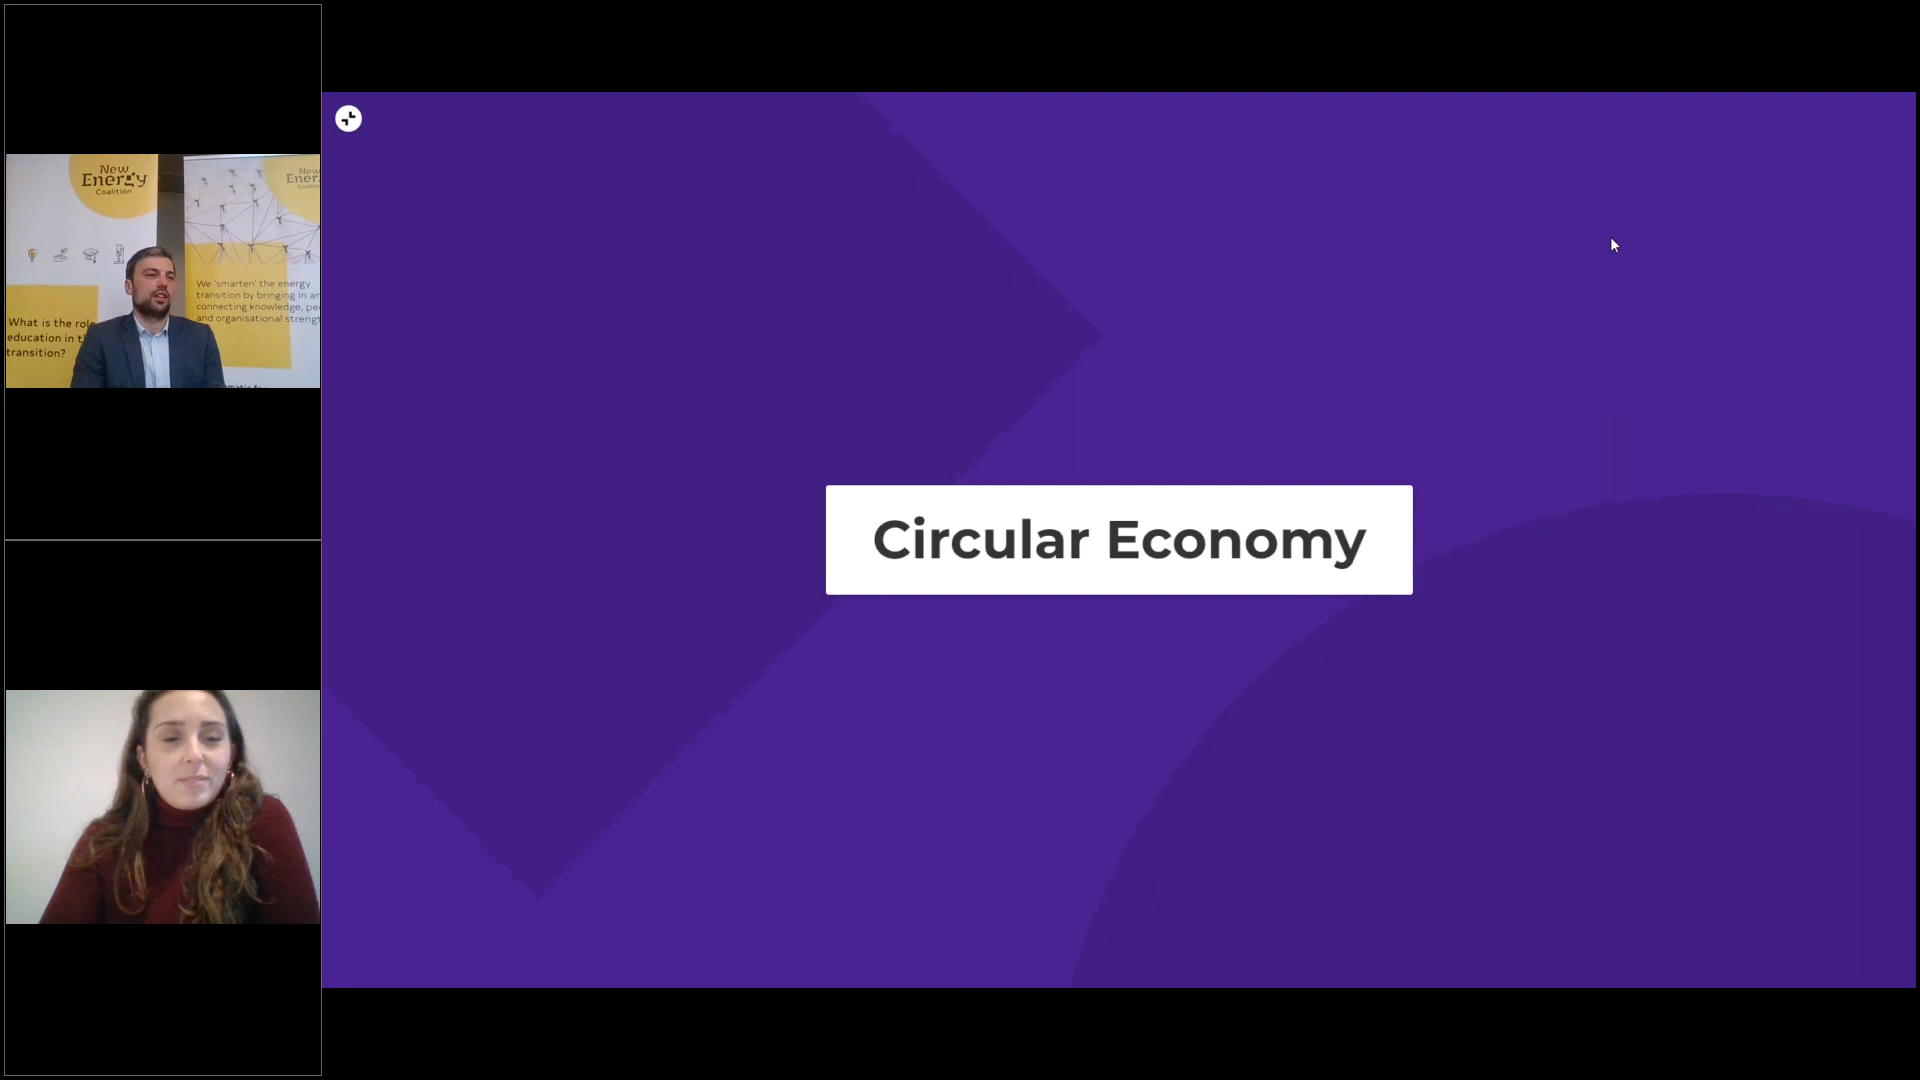 New
Energy
Coalition
What is the role
education in t
transition?
New
Ener
We 'smarten' the energy
transition by bringing in an
connecting knowledge, pe
and organisational streng
Circular Economy